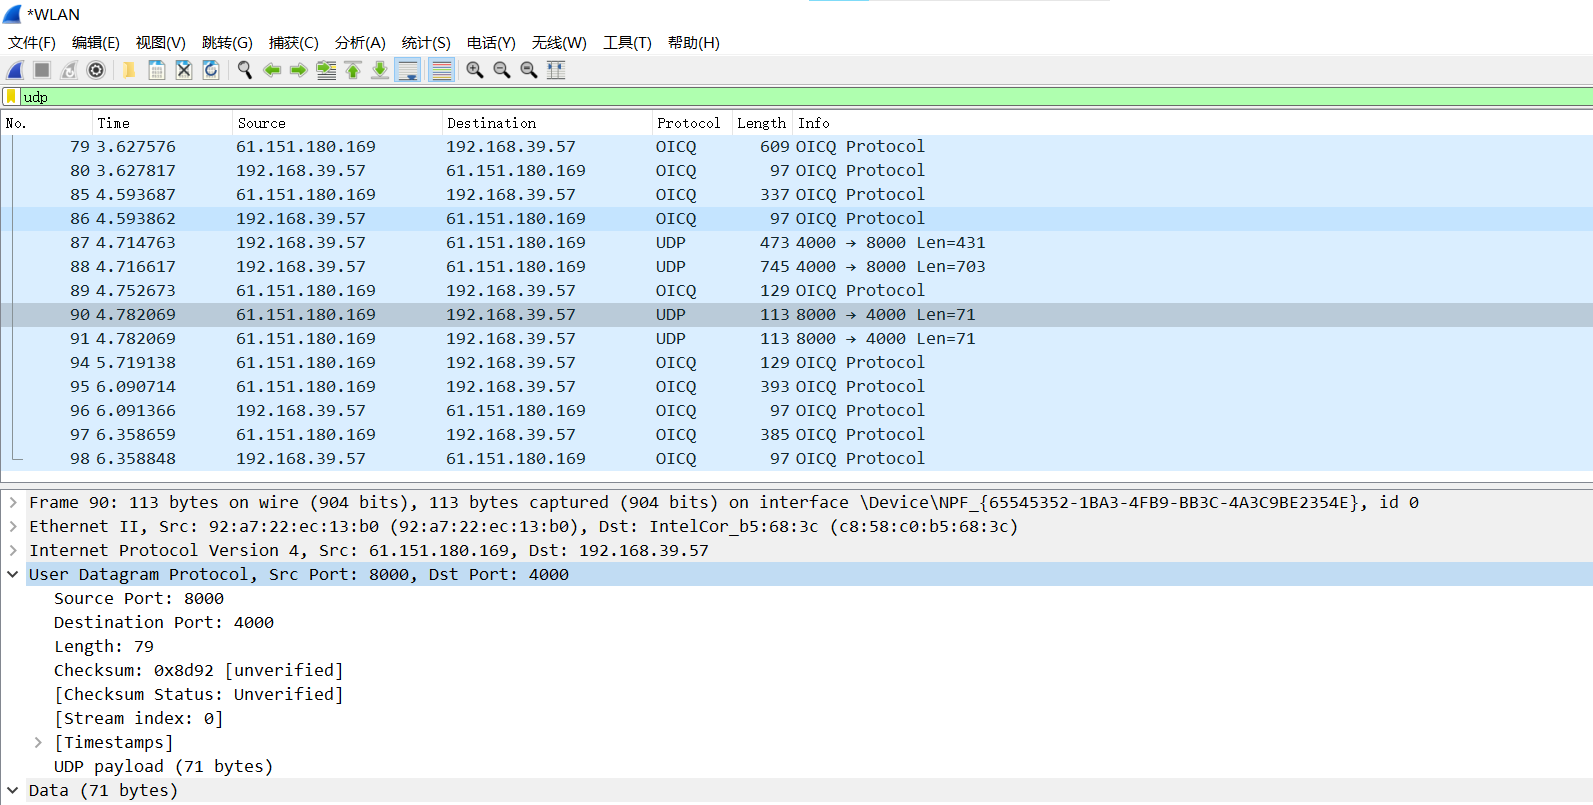 *WLAN
文件(F) 编辑(E) 视图(V) 跳转(G) 捕获(C) 分析(A) 统计(S) 电话(Y) 无线(W) 工具(T) 帮助(H)
udp
No. Time Source Destination Protocol Length Info
79 3.627576 61.151.180.169 192.168.39.57 OICQ 609 OICQ Protocol
80 3.627817 192.168.39.57 61.151.180.169 OICQ 97 OICQ Protocol
85 4.593687 61.151.180.169 192.168.39.57 OICQ 337 OICQ Protocol
86 4.593862 192.168.39.57 61.151.180.169 OICQ 97 OICQ Protocol
87 4.714763 192.168.39.57 61.151.180.169 UDP 473 4000 → 8000 Len=431
88 4.716617 192.168.39.57 61.151.180.169 UDP 745 4000 → 8000 Len=703
89 4.752673 61.151.180.169 192.168.39.57 OICQ 129 OICQ Protocol
90 4.782069 61.151.180.169 192.168.39.57 UDP 113 8000 → 4000 Len=71
91 4.782069 61.151.180.169 192.168.39.57 UDP 113 8000 → 4000 Len=71
94 5.719138 61.151.180.169 192.168.39.57 OICQ 129 OICQ Protocol
95 6.090714 61.151.180.169 192.168.39.57 OICQ 393 OICQ Protocol
96 6.091366 192.168.39.57 61.151.180.169 OICQ 97 OICQ Protocol
97 6.358659 61.151.180.169 192.168.39.57 OICQ 385 OICQ Protocol
98 6.358848 192.168.39.57 61.151.180.169 OICQ 97 OICQ Protocol
Frame 90: 113 bytes on wire (904 bits), 113 bytes captured (904 bits) on interface \Device\NPF_{65545352-1BA3-4FB9-BB3C-4A3C9BE2354E}, id 0
Ethernet II, Src: 92:a7:22:ec:13:b0 (92:a7:22:ec:13:b0), Dst: IntelCor_b5:68:3c (c8:58:c0:b5:68:3c)
Internet Protocol Version 4, Src: 61.151.180.169, Dst: 192.168.39.57
User Datagram Protocol, Src Port: 8000, Dst Port: 4000
Source Port: 8000
Destination Port: 4000
Length: 79
Checksum: 0x8d92 [unverified]
[Checksum Status: Unverified]
[Stream index: 0]
[Timestamps]
UDP payload (71 bytes)
Data (71 bytes)